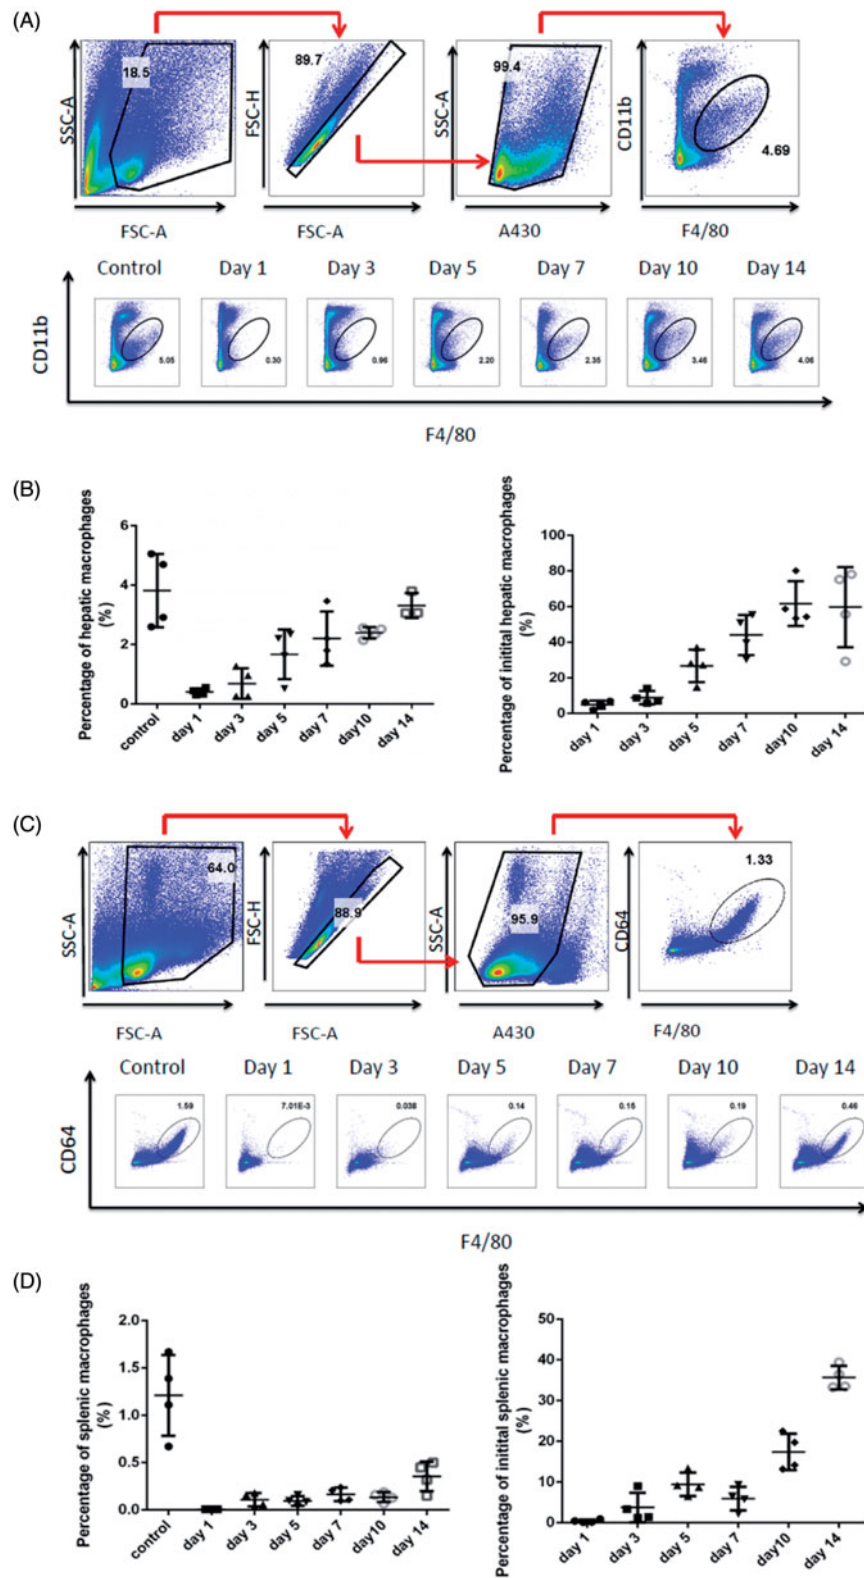 (A)
18.5
SSC-A
FSC-A
89.7
FSC-H
FSC-A
99.4
SSC-A
A430
CD11b
4.69
F4/80
Control Day 1 Day 3 Day 5 Day 7 Day 10 Day 14
CD11b
5.05 0.30 0.96 2.20 2.35 3.46 4.06
F4/80
(B)
Percentage of hepatic macrophages
(%)
6
4
2
0
control day 1 day 3 day 5 day 7 day10 day 14
Percentage of initital hepatic macrophages
(%)
100
80
60
40
20
0
day 1 day 3 day 5 day 7 day10 day 14
(C)
64.0
SSC-A
FSC-A
88.9
FSC-H
FSC-A
95.9
SSC-A
A430
1.33
CD64
F4/80
Control Day 1 Day 3 Day 5 Day 7 Day 10 Day 14
CD64
1.59 7.01E-3 0.038 0.14 0.15 0.19 0.46
F4/80
(D)
Percentage of splenic macrophages
(%)
2.0
1.5
1.0
0.5
0.0
control day 1 day 3 day 5 day 7 day10 day 14
Percentage of initital splenic macrophages
(%)
50
40
30
20
10
0
day 1 day 3 day 5 day 7 day10 day 14